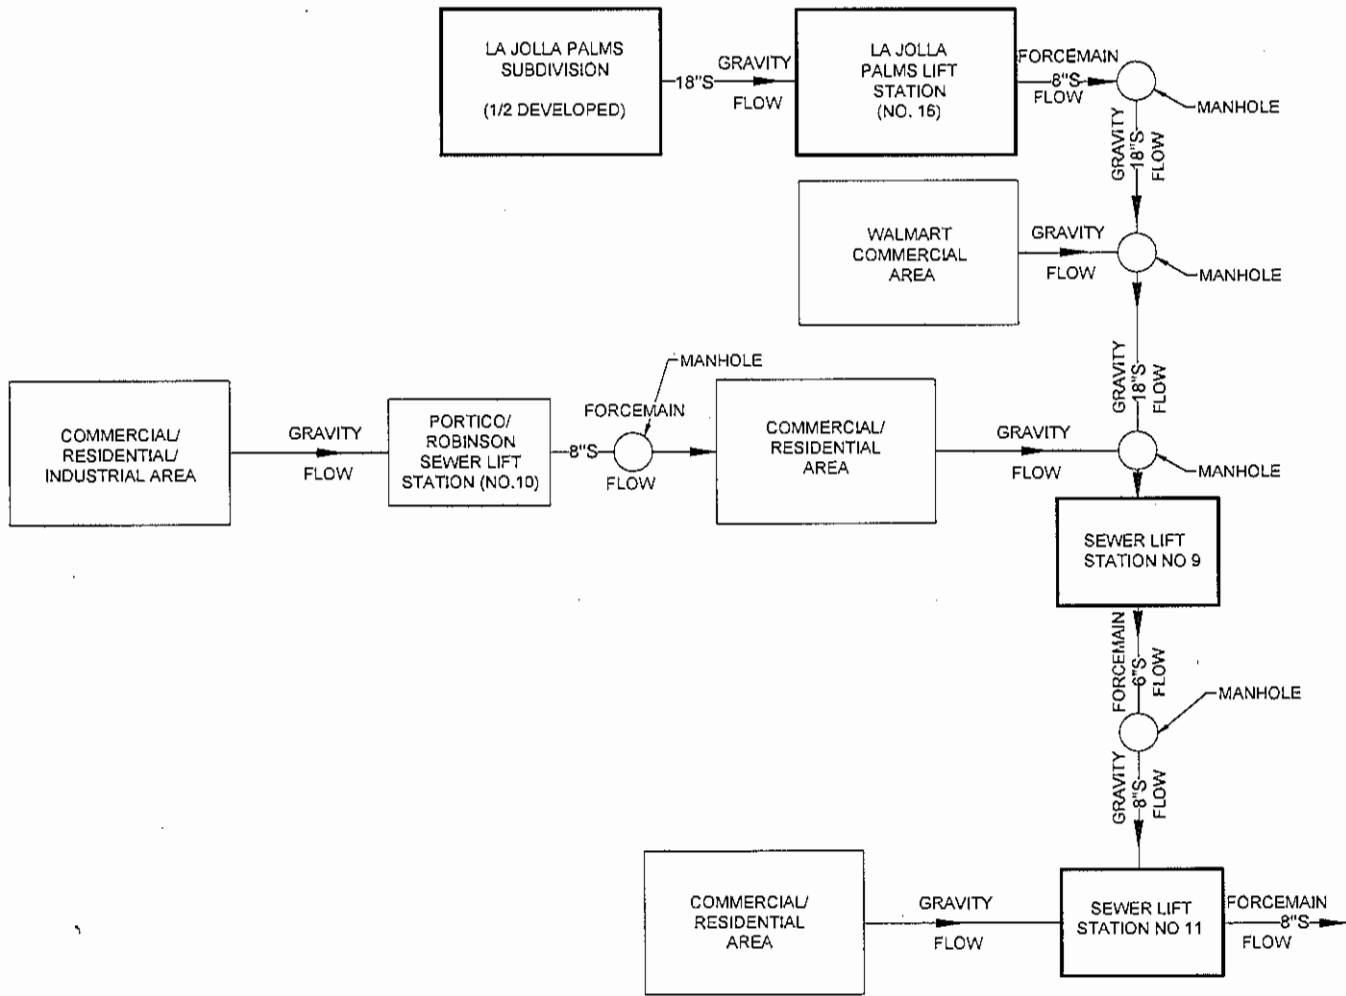 LA JOLLA PALMS
SUBDIVISION
(1/2 DEVELOPED)
18"S
GRAVITY
FLOW
LA JOLLA
PALMS LIFT
STATION
(NO. 16)
FORCEMAIN
8"S
FLOW
MANHOLE
GRAVITY
18"S
FLOW
WALMART
COMMERCIAL
AREA
GRAVITY
FLOW
MANHOLE
GRAVITY
18"S
FLOW
COMMERCIAL/
RESIDENTIAL/
INDUSTRIAL AREA
GRAVITY
FLOW
PORTICO/
ROBINSON
SEWER LIFT
STATION (NO.10)
FORCEMAIN
8"S
FLOW
MANHOLE
COMMERCIAL/
RESIDENTIAL
AREA
GRAVITY
FLOW
MANHOLE
SEWER LIFT
STATION NO 9
FORCEMAIN
6"S
FLOW
MANHOLE
GRAVITY
8"S
FLOW
COMMERCIAL/
RESIDENTIAL
AREA
GRAVITY
FLOW
SEWER LIFT
STATION NO 11
FORCEMAIN
8"S
FLOW